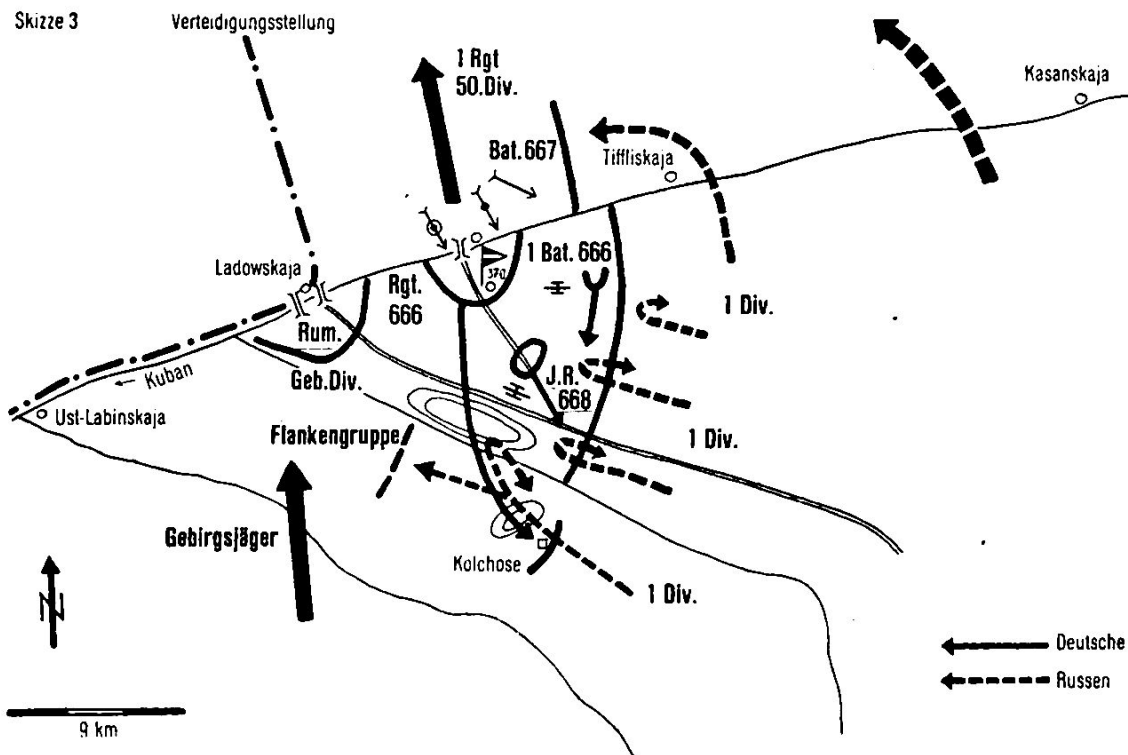 Skizze 3
Verteidigungsstellung
1 Rgt
50.Div.
Kasanskaja
Bat.667
Tiffliskaja
Ladowskaja
1 Bat.666
370
Rgt.
666
1 Div.
Rum.
Geb.Div.
J.R.
668
← Kuban
Ust-Labinskaja
Flankengruppe
1 Div.
Gebirgsjäger
Kolchose
1 Div.
N
Deutsche
Russen
9 km